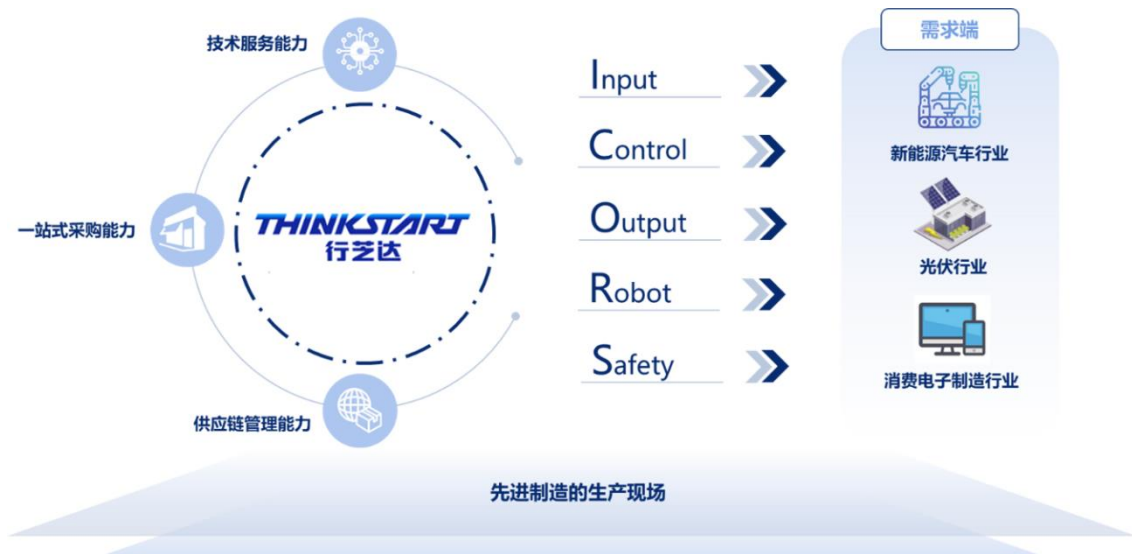 技术服务能力
一站式采购能力
THINKSTART
行芝达
供应链管理能力
Input
Control
Output
Robot
Safety
需求端
新能源汽车行业
光伏行业
消费电子制造行业
先进制造的生产现场